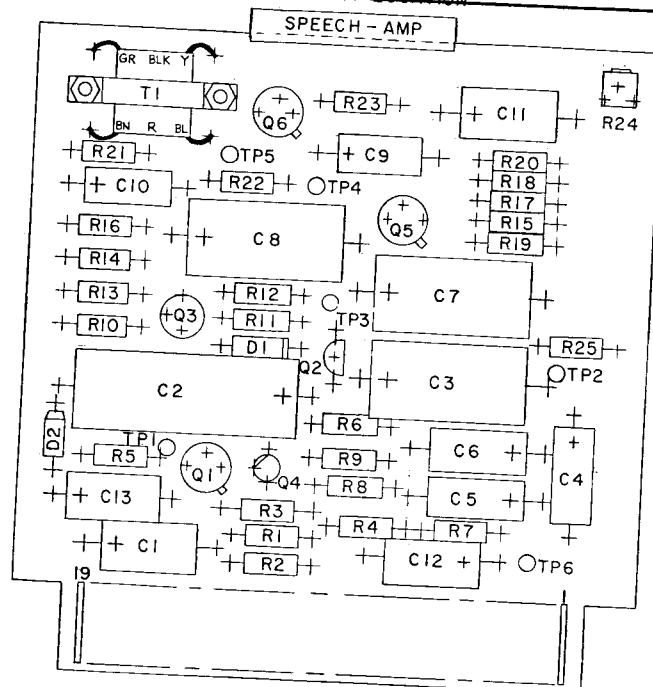 SPEECH - AMP
GR BLK Y
T1
BN R BL
Q6
R23
C11
R24
R21
TP5
C9
R20
C10
R22
TP4
R18
R17
R16
C8
Q5
R15
R19
R14
R13
R12
C7
Q3
TP3
R10
R11
D1
Q2
R25
C2
C3
TP2
D2
TP1
R6
R5
Q1
R9
C6
C4
Q4
R8
C13
R3
C5
C1
R1
R4
R7
R2
C12
TP6
19